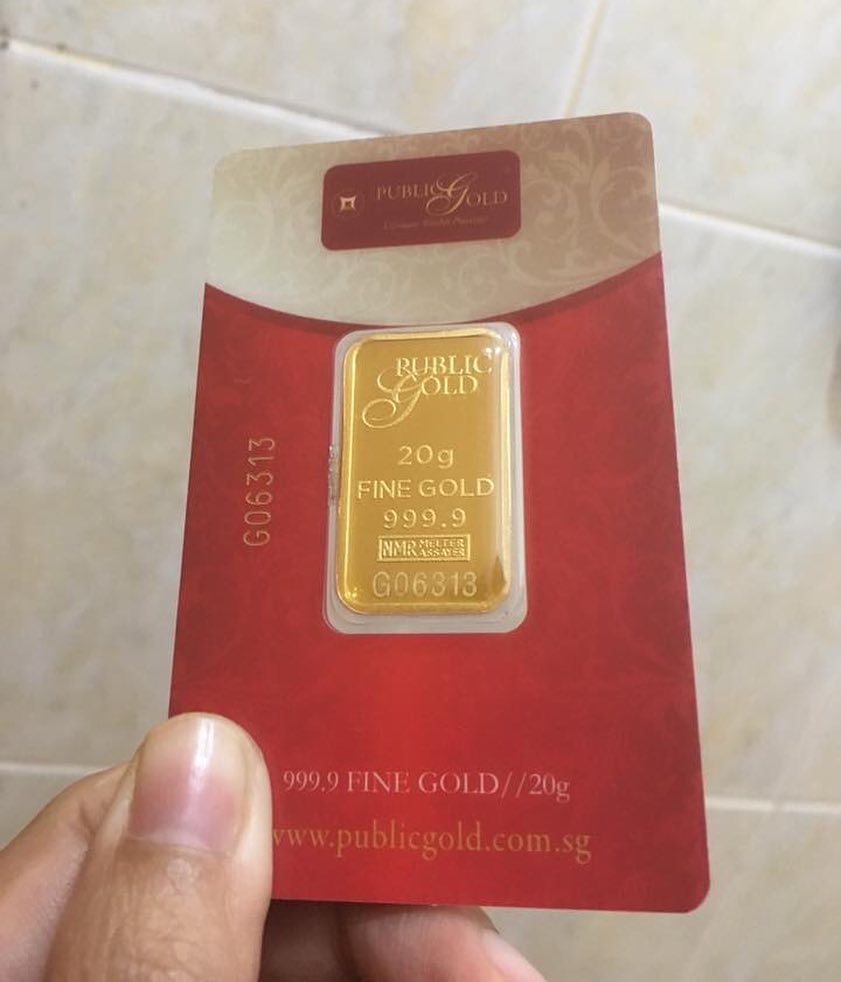 PUBLIC GOLD
PUBLIC
GOLD
20g
FINE GOLD
999.9
NMR MELTER
ASSAYER
G06313
G06313
999.9 FINE GOLD//20g
www.publicgold.com.sg